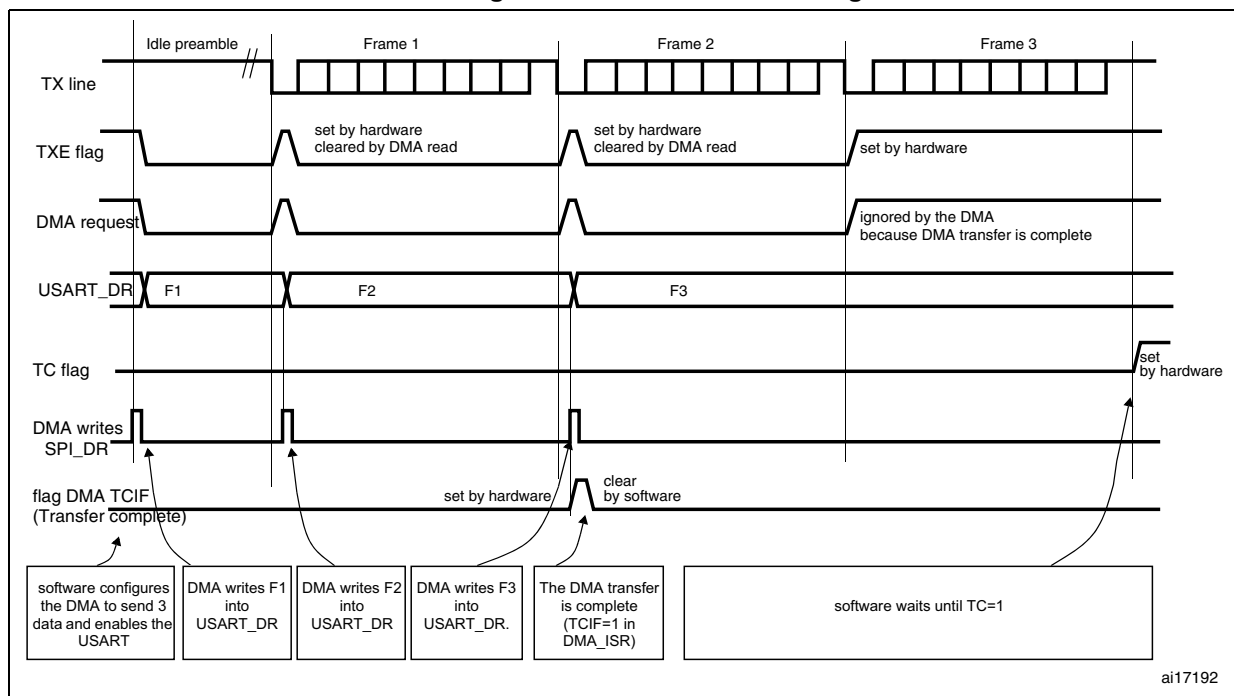 Idle preamble
Frame 1
Frame 2
Frame 3
TX line
TXE flag
set by hardware
cleared by DMA read
set by hardware
cleared by DMA read
set by hardware
DMA request
ignored by the DMA
because DMA transfer is complete
USART_DR
F1
F2
F3
TC flag
set
by hardware
DMA writes
SPI_DR
flag DMA TCIF
(Transfer complete)
set by hardware
clear
by software
software configures
the DMA to send 3
data and enables the
USART
DMA writes F1
into
USART_DR
DMA writes F2
into
USART_DR
DMA writes F3
into
USART_DR.
The DMA transfer
is complete
(TCIF=1 in
DMA_ISR)
software waits until TC=1
ai17192